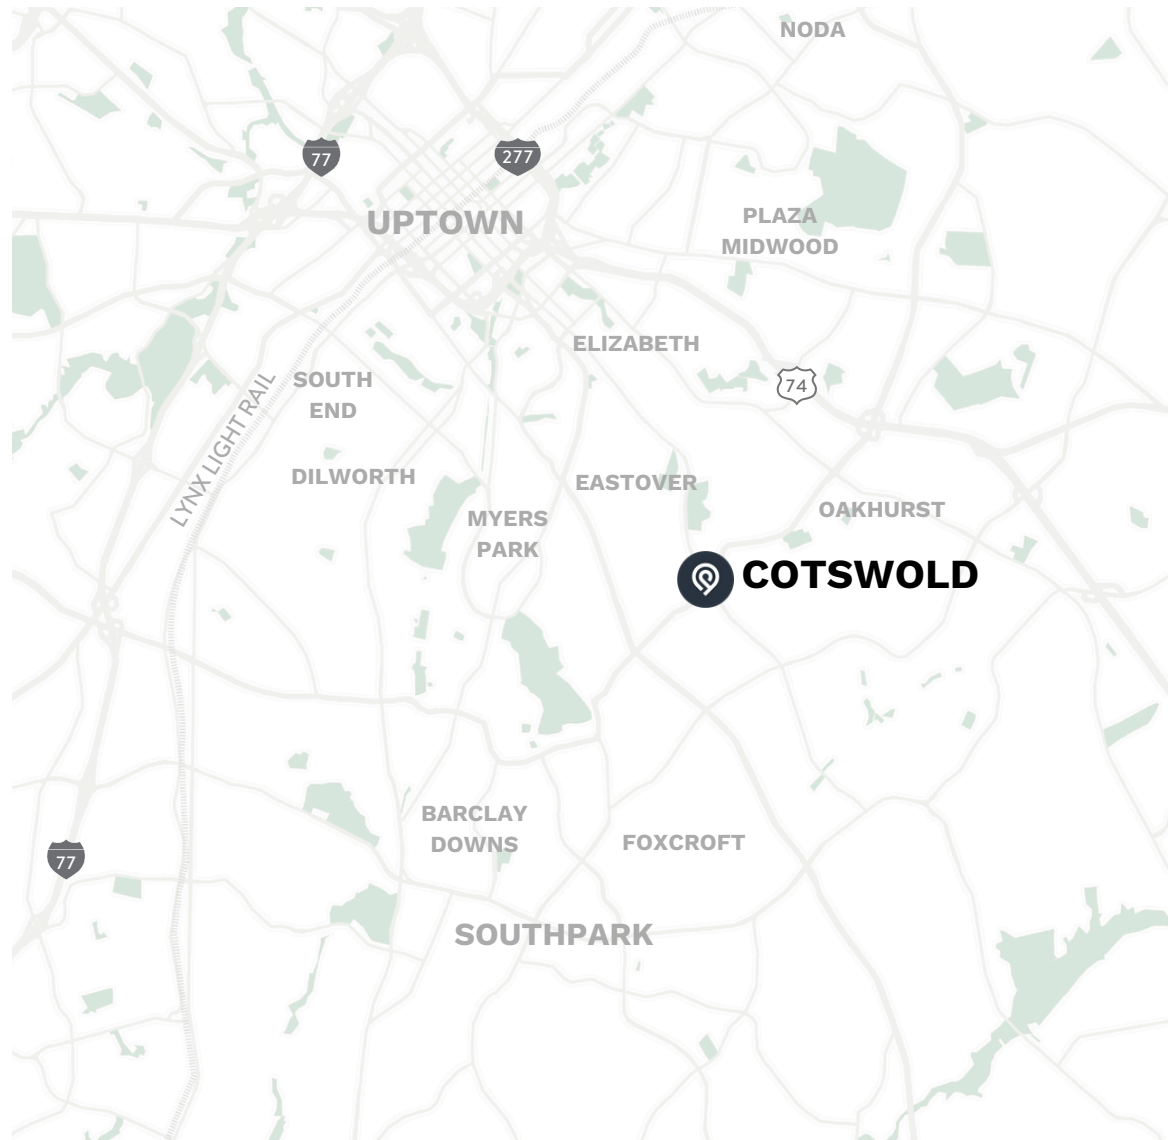 NODA
77
277
UPTOWN
PLAZA
MIDWOOD
ELIZABETH
SOUTH
END
74
LYNX LIGHT RAIL
DILWORTH
EASTOVER
MYERS
PARK
OAKHURST
COTSWOLD
BARCLAY
DOWNS
FOXCROFT
77
SOUTHPARK